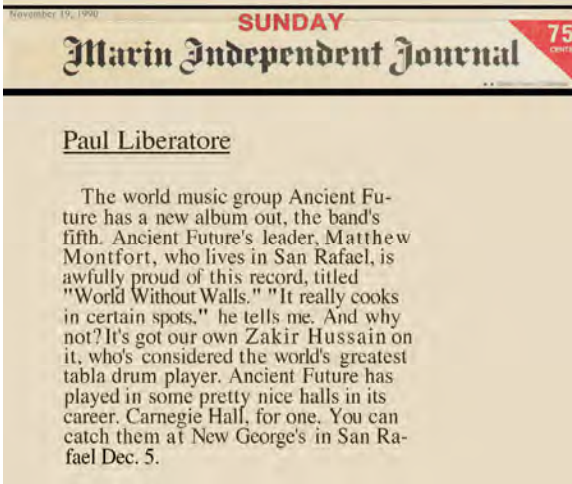 November 19, 1990
SUNDAY
Marin Independent Journal
75
CENTS
Paul Liberatore
The world music group Ancient Fu-
ture has a new album out, the band's
fifth. Ancient Future's leader, Matthew
Montfort, who lives in San Rafael, is
awfully proud of this record, titled
"World Without Walls." "It really cooks
in certain spots," he tells me. And why
not? It's got our own Zakir Hussain on
it, who's considered the world's greatest
tabla drum player. Ancient Future has
played in some pretty nice halls in its
career. Carnegie Hall, for one. You can
catch them at New George's in San Ra-
fael Dec. 5.